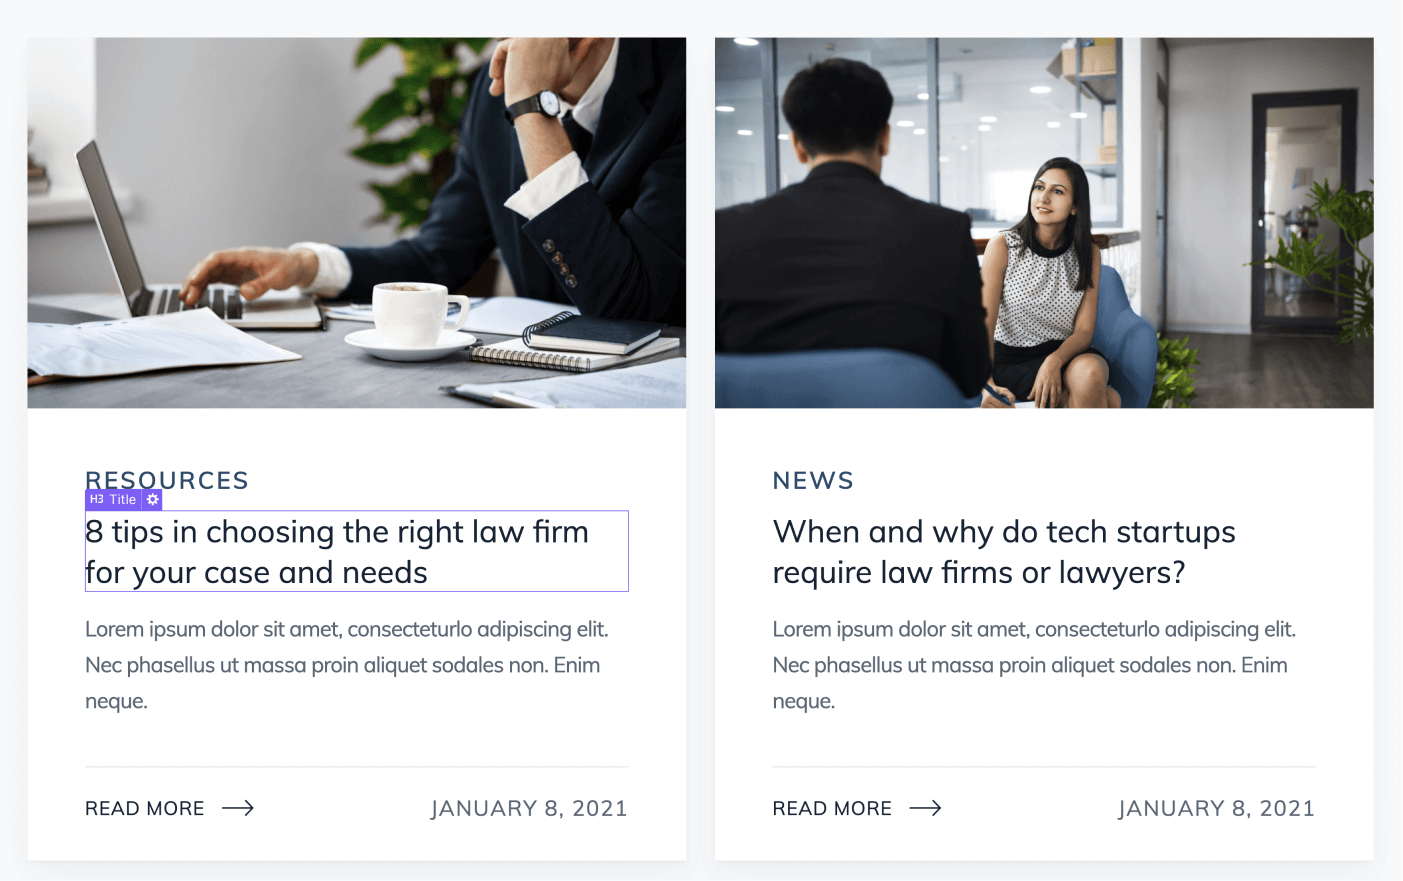 RESOURCES
H3 Title
8 tips in choosing the right law firm
for your case and needs
Lorem ipsum dolor sit amet, consecteturlo adipiscing elit.
Nec phasellus ut massa proin aliquet sodales non. Enim
neque.
READ MORE
JANUARY 8, 2021
NEWS
When and why do tech startups
require law firms or lawyers?
Lorem ipsum dolor sit amet, consecteturlo adipiscing elit.
Nec phasellus ut massa proin aliquet sodales non. Enim
neque.
READ MORE
JANUARY 8, 2021